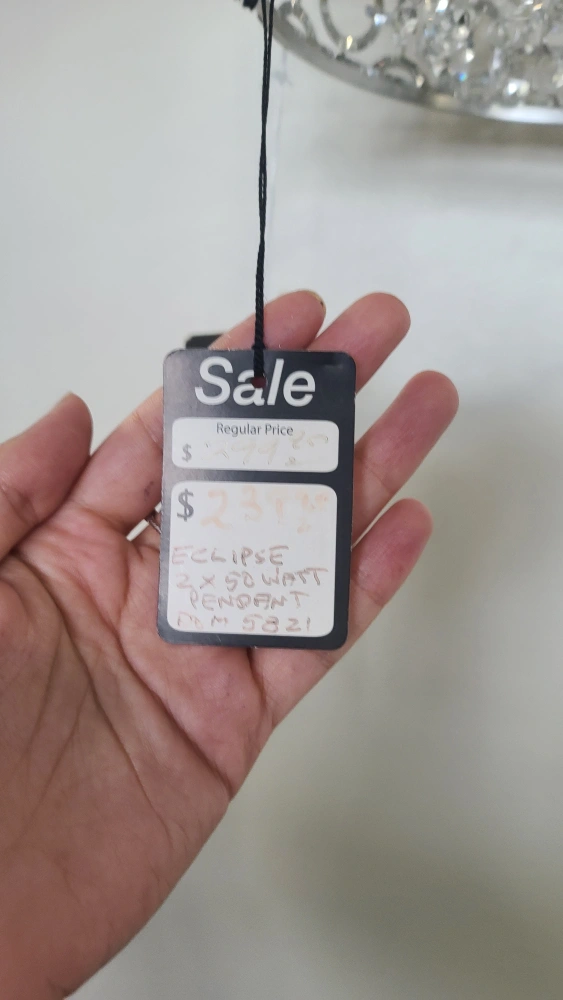 Sale
Regular Price
$
$
ECLIPSE
2 X 50 WATT
PENDANT
5821